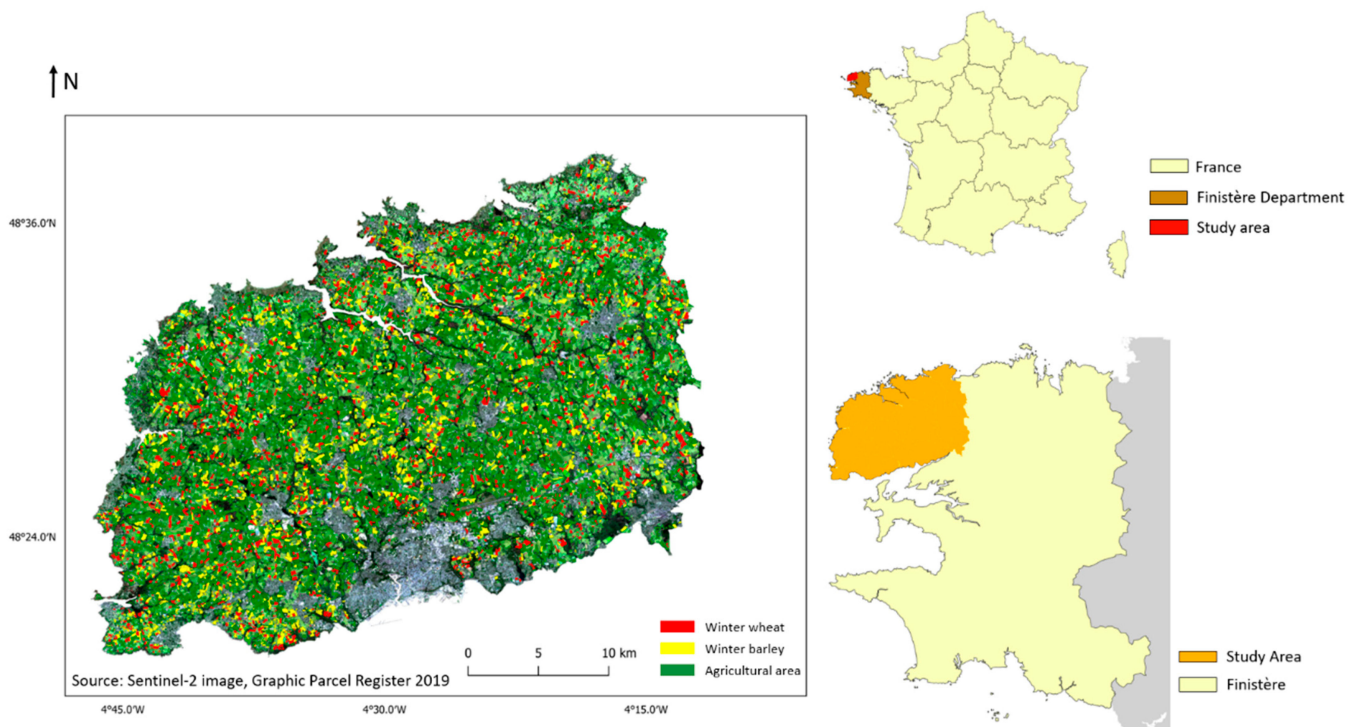 N
48°36'0"N
48°24'0"N
Winter wheat
Winter barley
Agricultural area
0 5 10 km
Source: Sentinel-2 image, Graphic Parcel Register 2019
4°45'0.0"W 4°30.0'W 4°15.0'W
France
Finistère Department
Study area
Study Area
Finistère